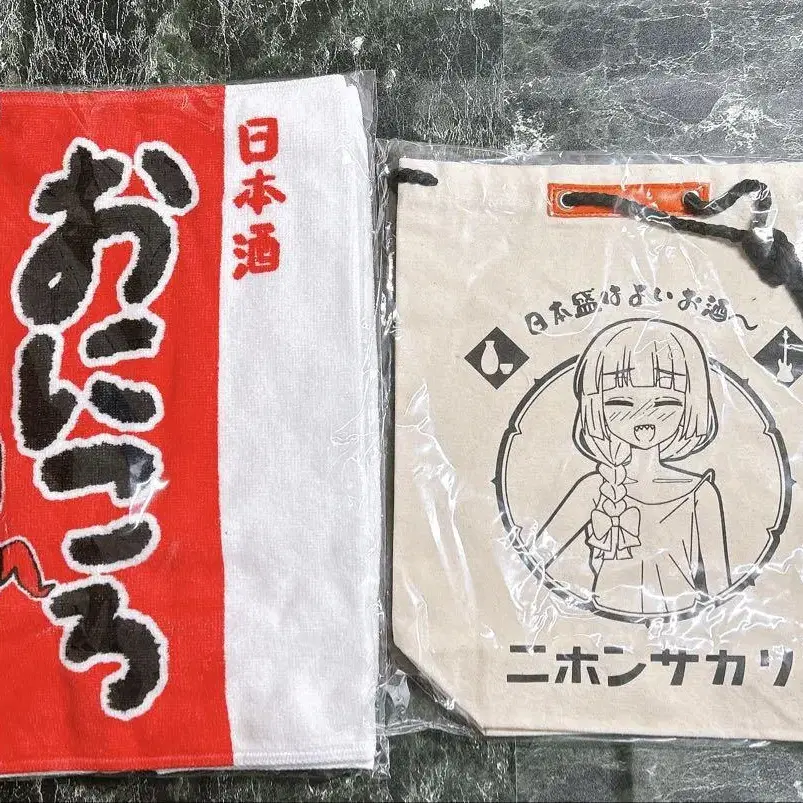 日本酒
おにころ
日本盛はよいお酒〜
ニホンサカリ